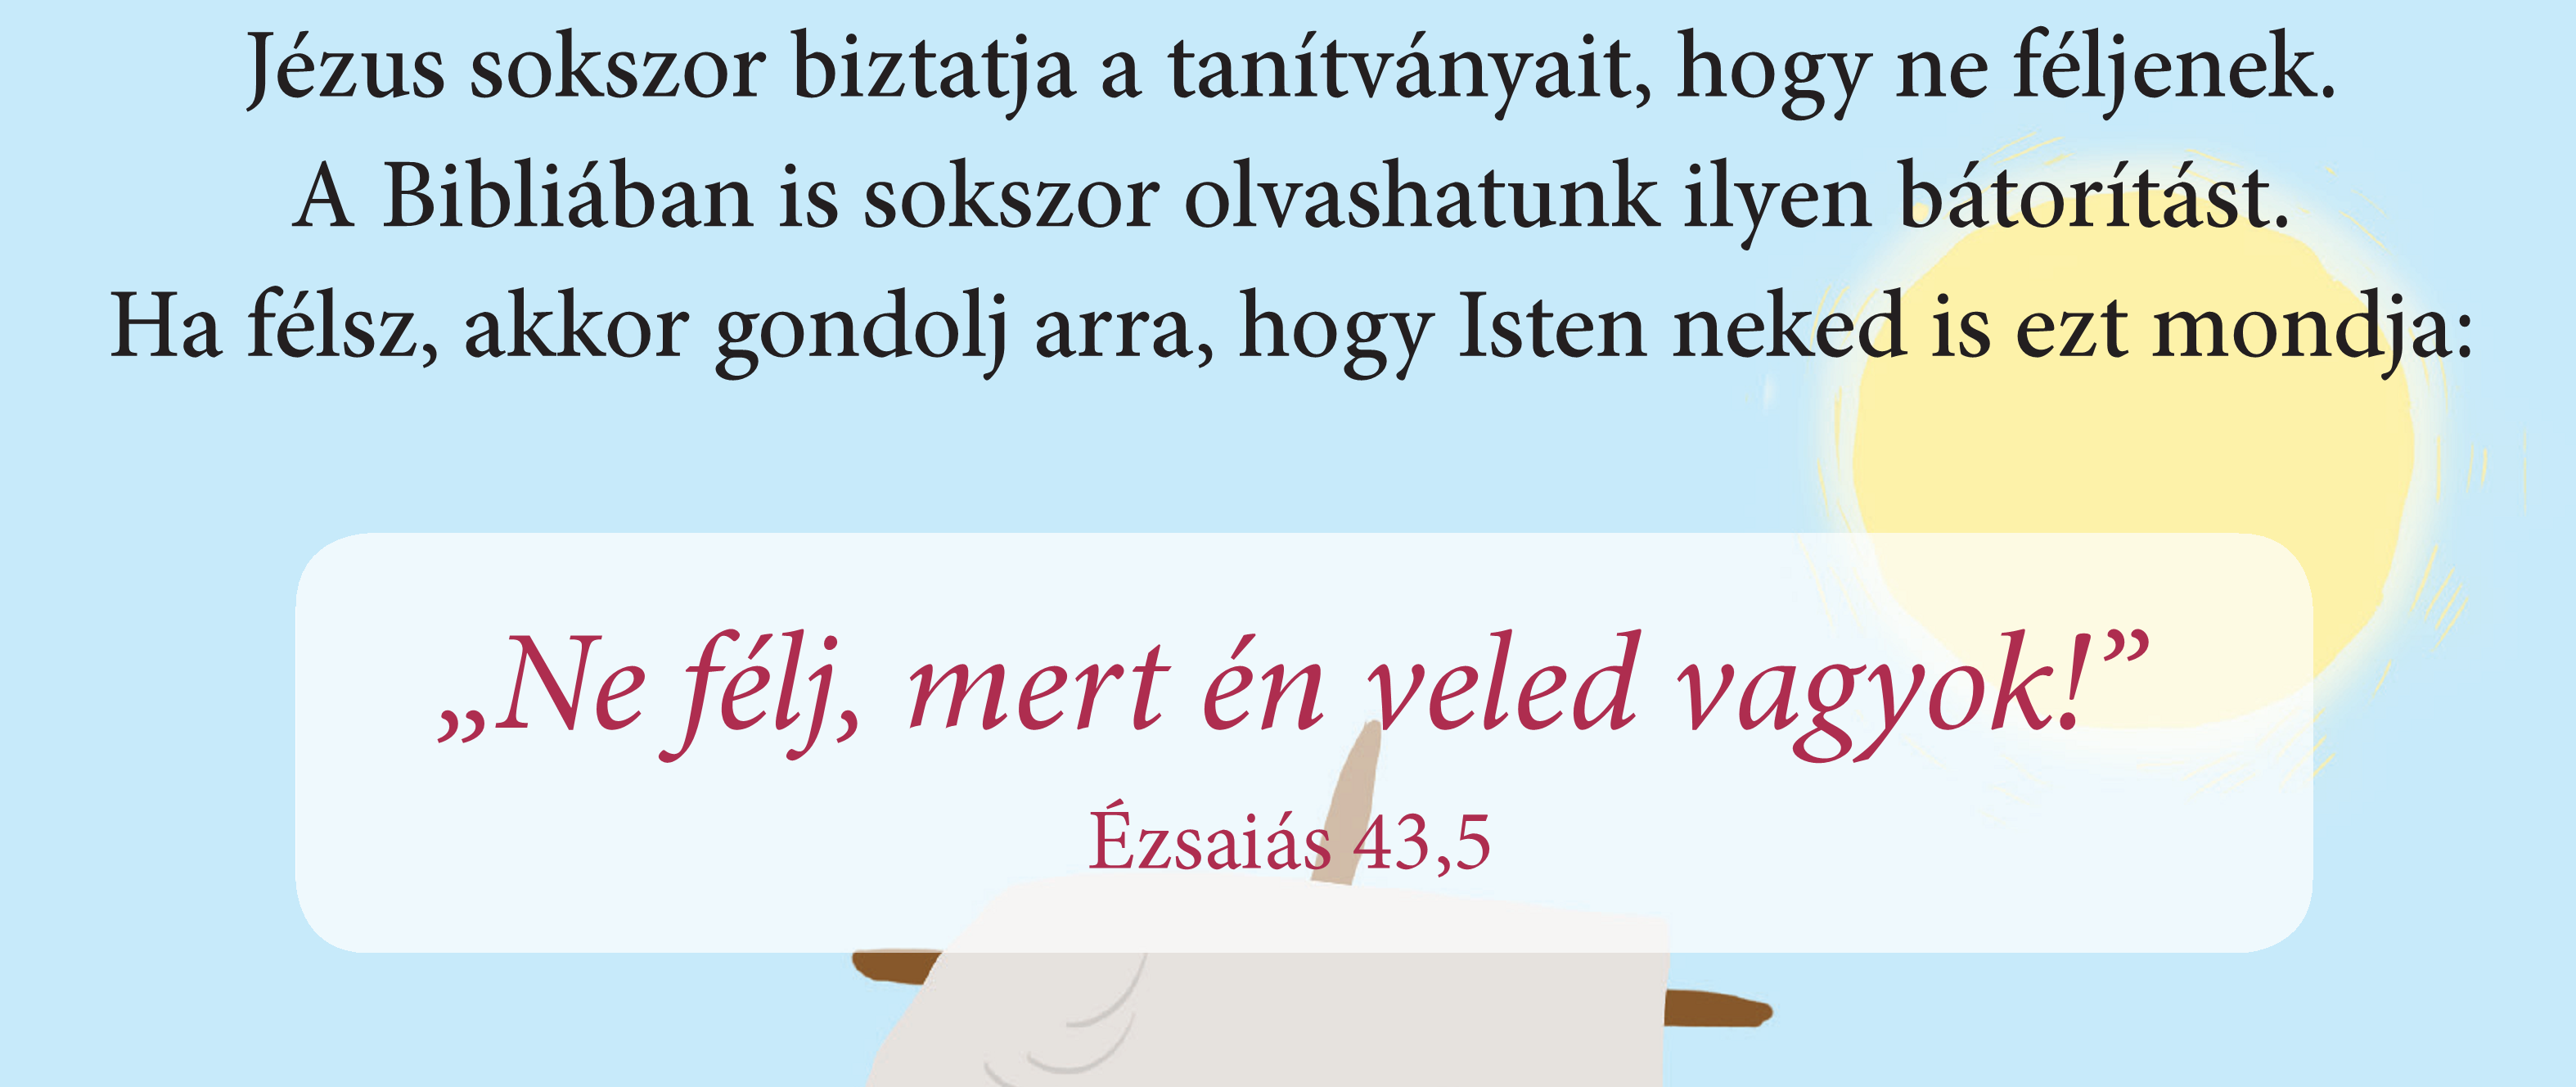 Jézus sokszor biztatja a tanítványait, hogy ne féljenek.
A Bibliában is sokszor olvashatunk ilyen bátorítást.
Ha félsz, akkor gondolj arra, hogy Isten neked is ezt mondja:
„Ne félj, mert én veled vagyok!”
Ézsaiás 43,5